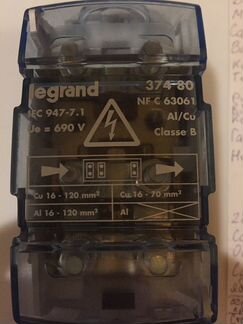 legrand
374 80
NF C 63061
IEC 947-7.1
Al/Cu
Ue = 690 V
Classe B
Cu 16 - 120 mm²
Cu 16 - 70 mm²
Al 16 - 120 mm²
Al